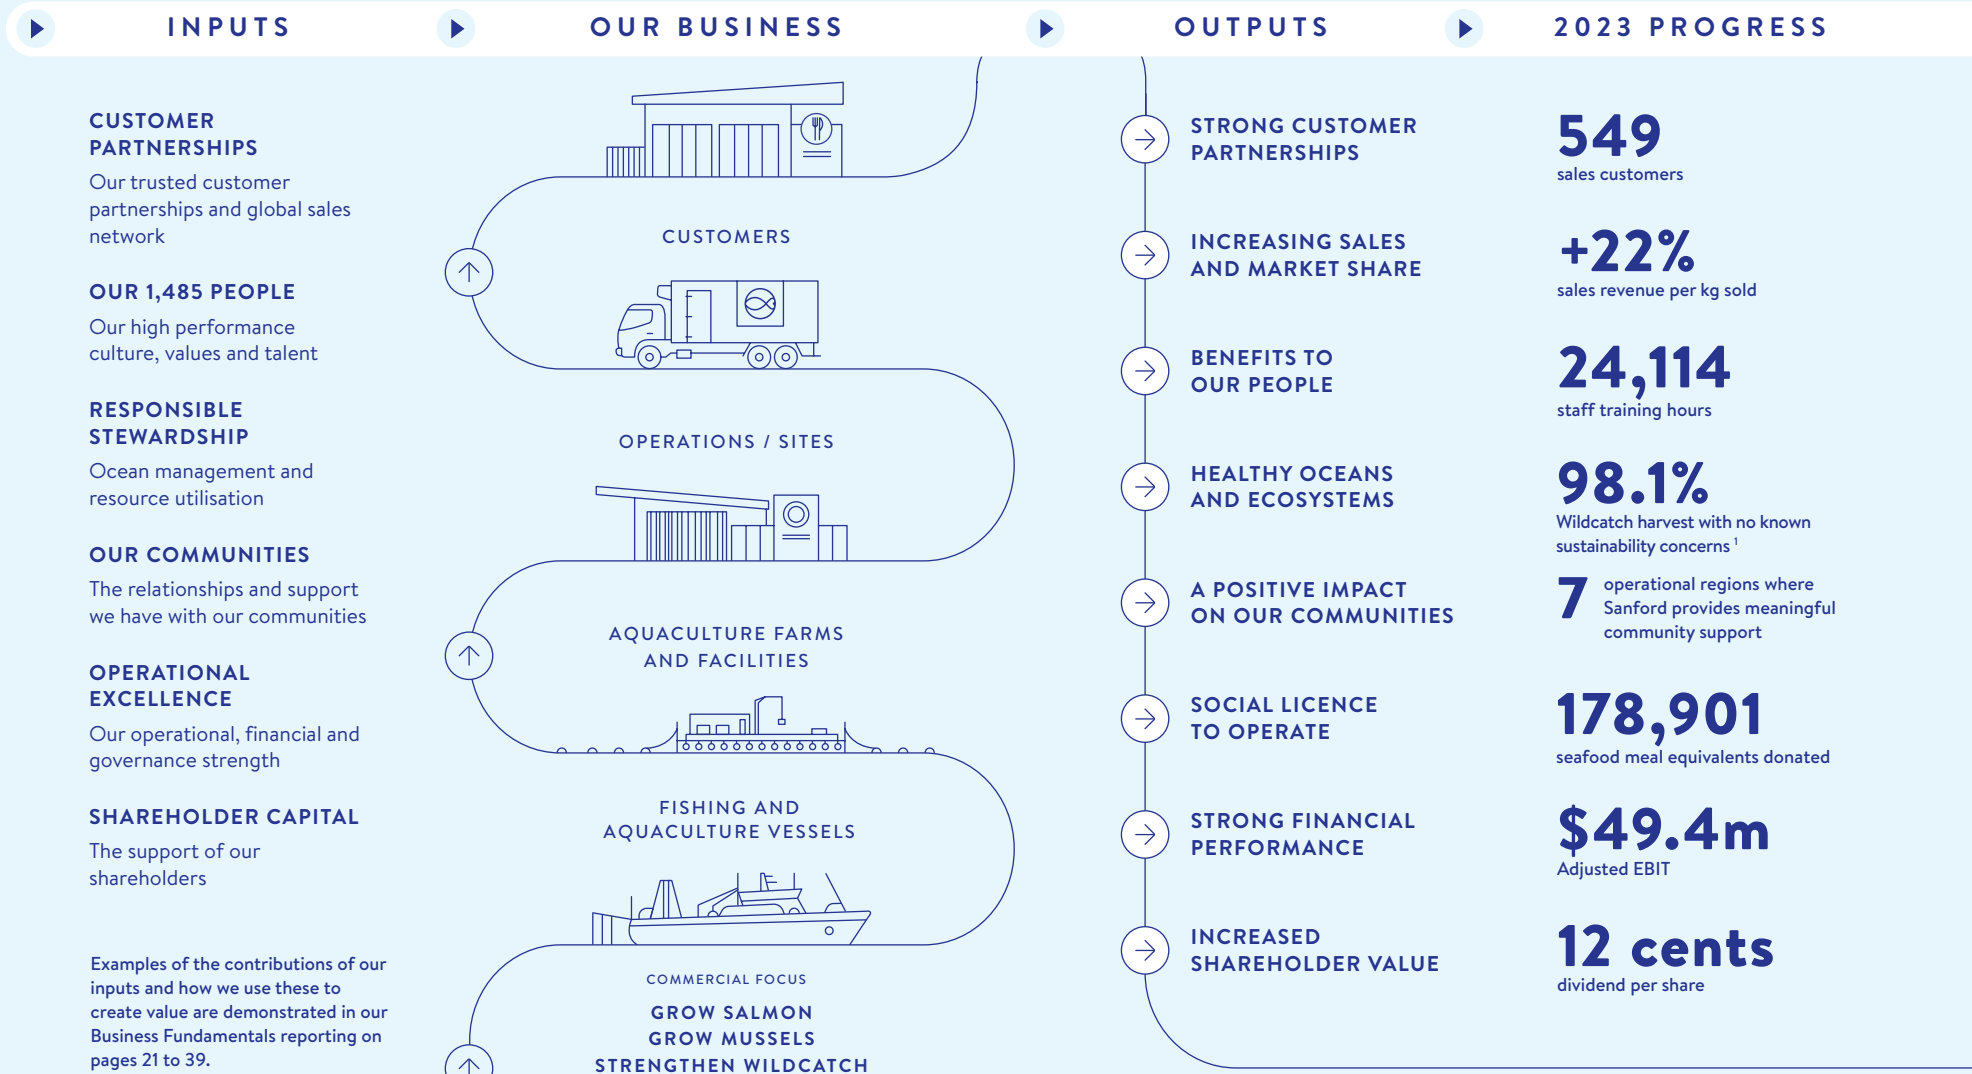 INPUTS
OUR BUSINESS
OUTPUTS
2023 PROGRESS
CUSTOMER
PARTNERSHIPS
Our trusted customer
partnerships and global sales
network
OUR 1,485 PEOPLE
Our high performance
culture, values and talent
RESPONSIBLE
STEWARDSHIP
Ocean management and
resource utilisation
OUR COMMUNITIES
The relationships and support
we have with our communities
OPERATIONAL
EXCELLENCE
Our operational, financial and
governance strength
SHAREHOLDER CAPITAL
The support of our
shareholders
Examples of the contributions of our
inputs and how we use these to
create value are demonstrated in our
Business Fundamentals reporting on
pages 21 to 39.
CUSTOMERS
OPERATIONS / SITES
AQUACULTURE FARMS
AND FACILITIES
FISHING AND
AQUACULTURE VESSELS
COMMERCIAL FOCUS
GROW SALMON
GROW MUSSELS
STRENGTHEN WILDCATCH
STRONG CUSTOMER
PARTNERSHIPS
INCREASING SALES
AND MARKET SHARE
BENEFITS TO
OUR PEOPLE
HEALTHY OCEANS
AND ECOSYSTEMS
A POSITIVE IMPACT
ON OUR COMMUNITIES
SOCIAL LICENCE
TO OPERATE
STRONG FINANCIAL
PERFORMANCE
INCREASED
SHAREHOLDER VALUE
549
sales customers
+22%
sales revenue per kg sold
24,114
staff training hours
98.1%
Wildcatch harvest with no known
sustainability concerns 1
7 operational regions where
Sanford provides meaningful
community support
178,901
seafood meal equivalents donated
$49.4m
Adjusted EBIT
12 cents
dividend per share